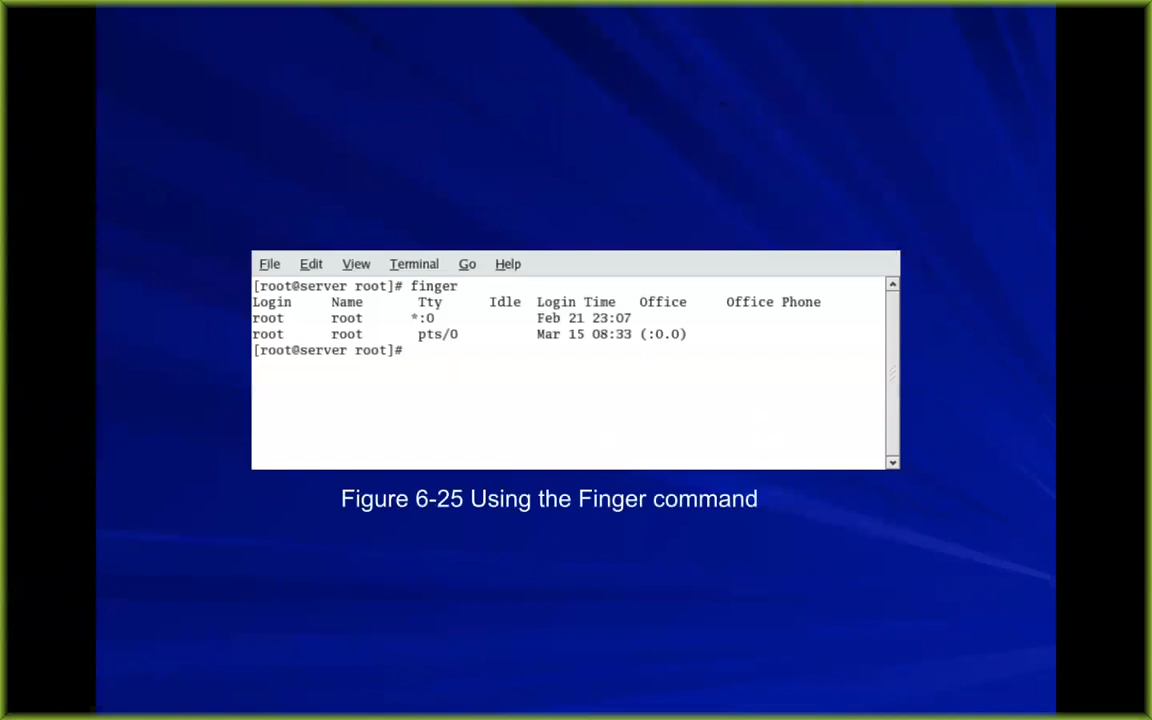 File Edit View Terminal Go Help
[root@server root]# finger
Login     Name       Tty      Idle  Login Time   Office     Office Phone
root      root      *:0             Feb 21 23:07
root      root       pts/0          Mar 15 08:33 (:0.0)
[root@server root]#
Figure 6-25 Using the Finger command